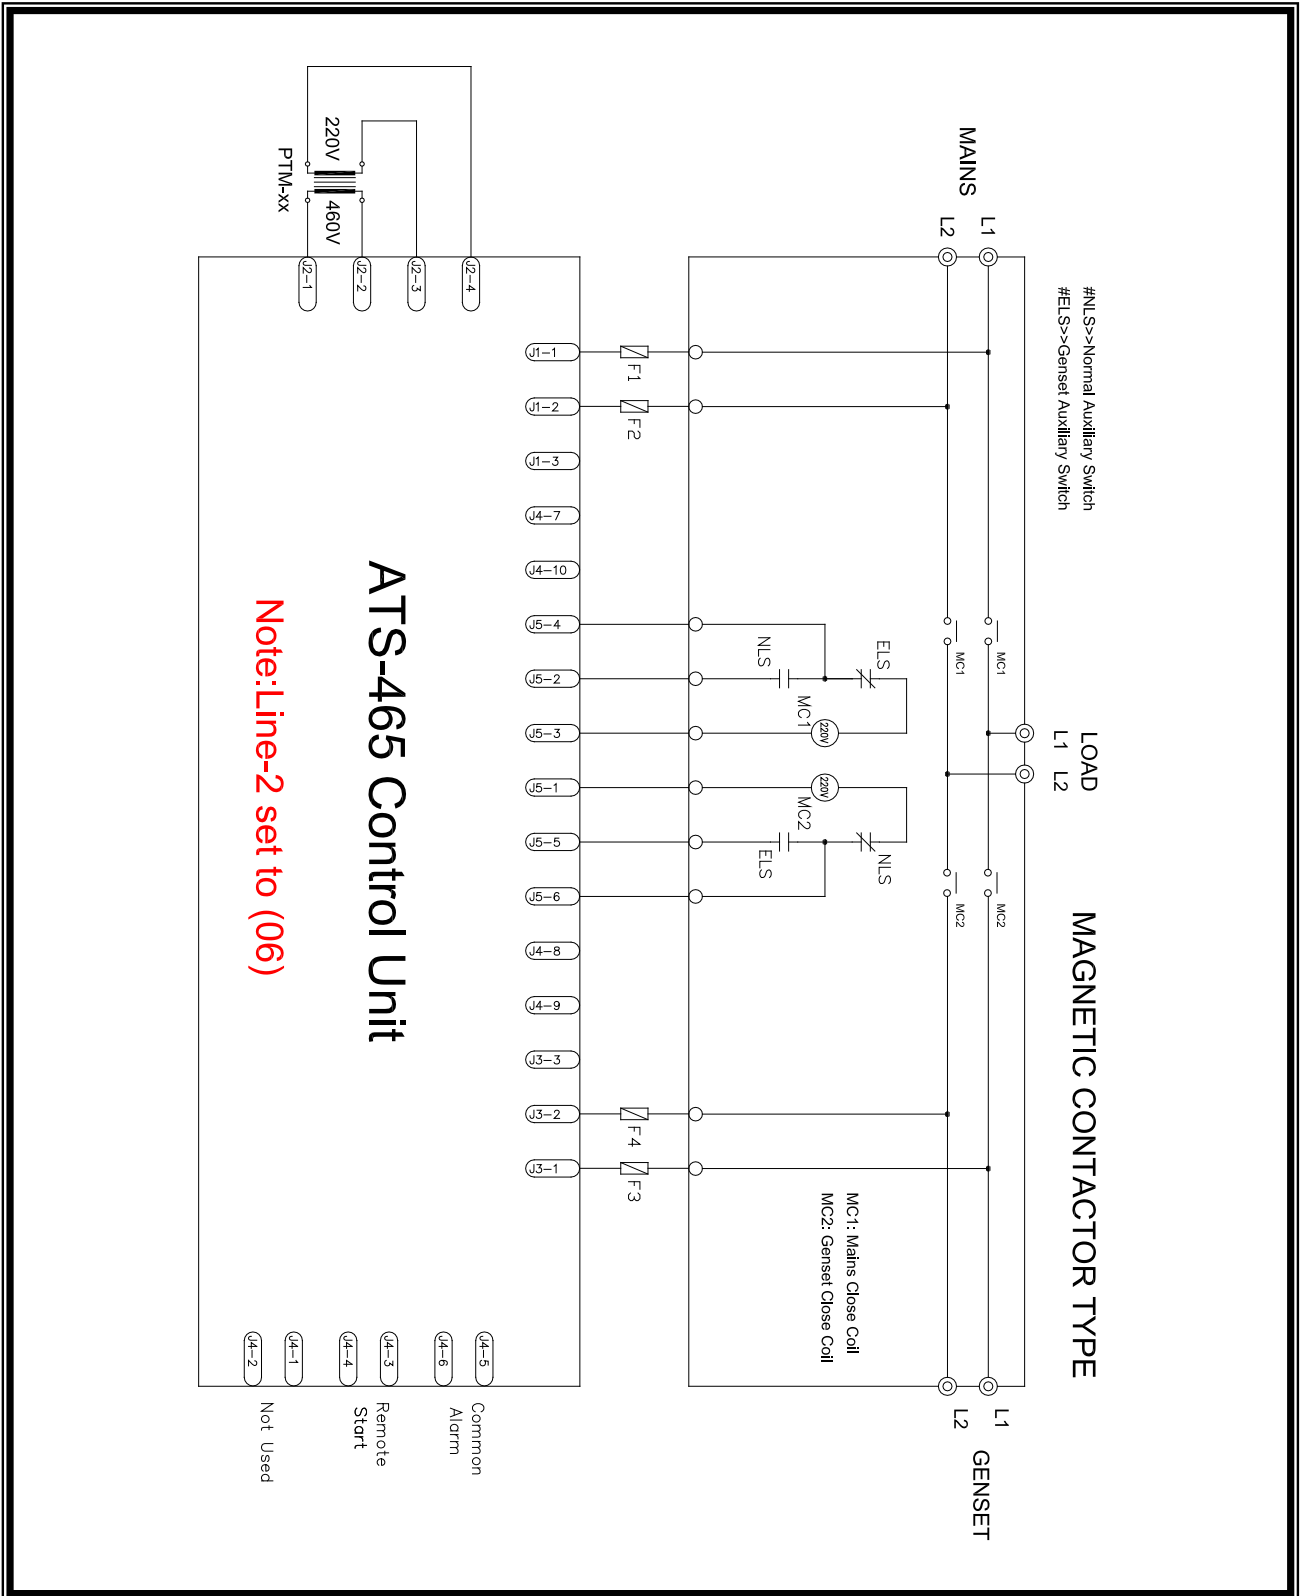 MAGNETIC CONTACTOR TYPE
#NLS>>Normal Auxiliary Switch
#ELS>>Genset Auxiliary Switch
LOAD
L1 L2
MAINS
L1
L2
GENSET
L1
L2
MC1
MC1
MC2
MC2
MC1: Mains Close Coil
MC2: Genset Close Coil
ELS
NLS
MC1
220V
220V
MC2
NLS
ELS
F1
F2
F4
F3
J1-1
J1-2
J1-3
J4-7
J4-10
J5-4
J5-2
J5-3
J5-1
J5-5
J5-6
J4-8
J4-9
J3-3
J3-2
J3-1
J2-4
J2-3
J2-2
J2-1
220V
460V
PTM-xx
ATS-465 Control Unit
Note:Line-2 set to (06)
J4-5
J4-6
J4-3
J4-4
J4-1
J4-2
Common
Alarm
Remote
Start
Not Used